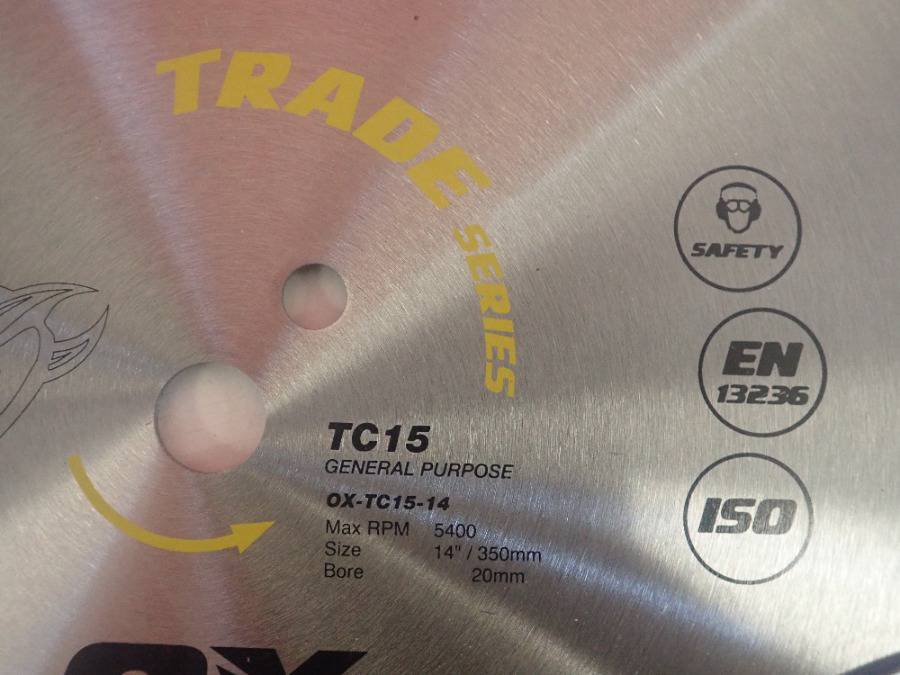 TRADE SERIES
SAFETY
EN
13236
ISO
TC15
GENERAL PURPOSE
OX-TC15-14
Max RPM 5400
Size 14" / 350mm
Bore 20mm
OX